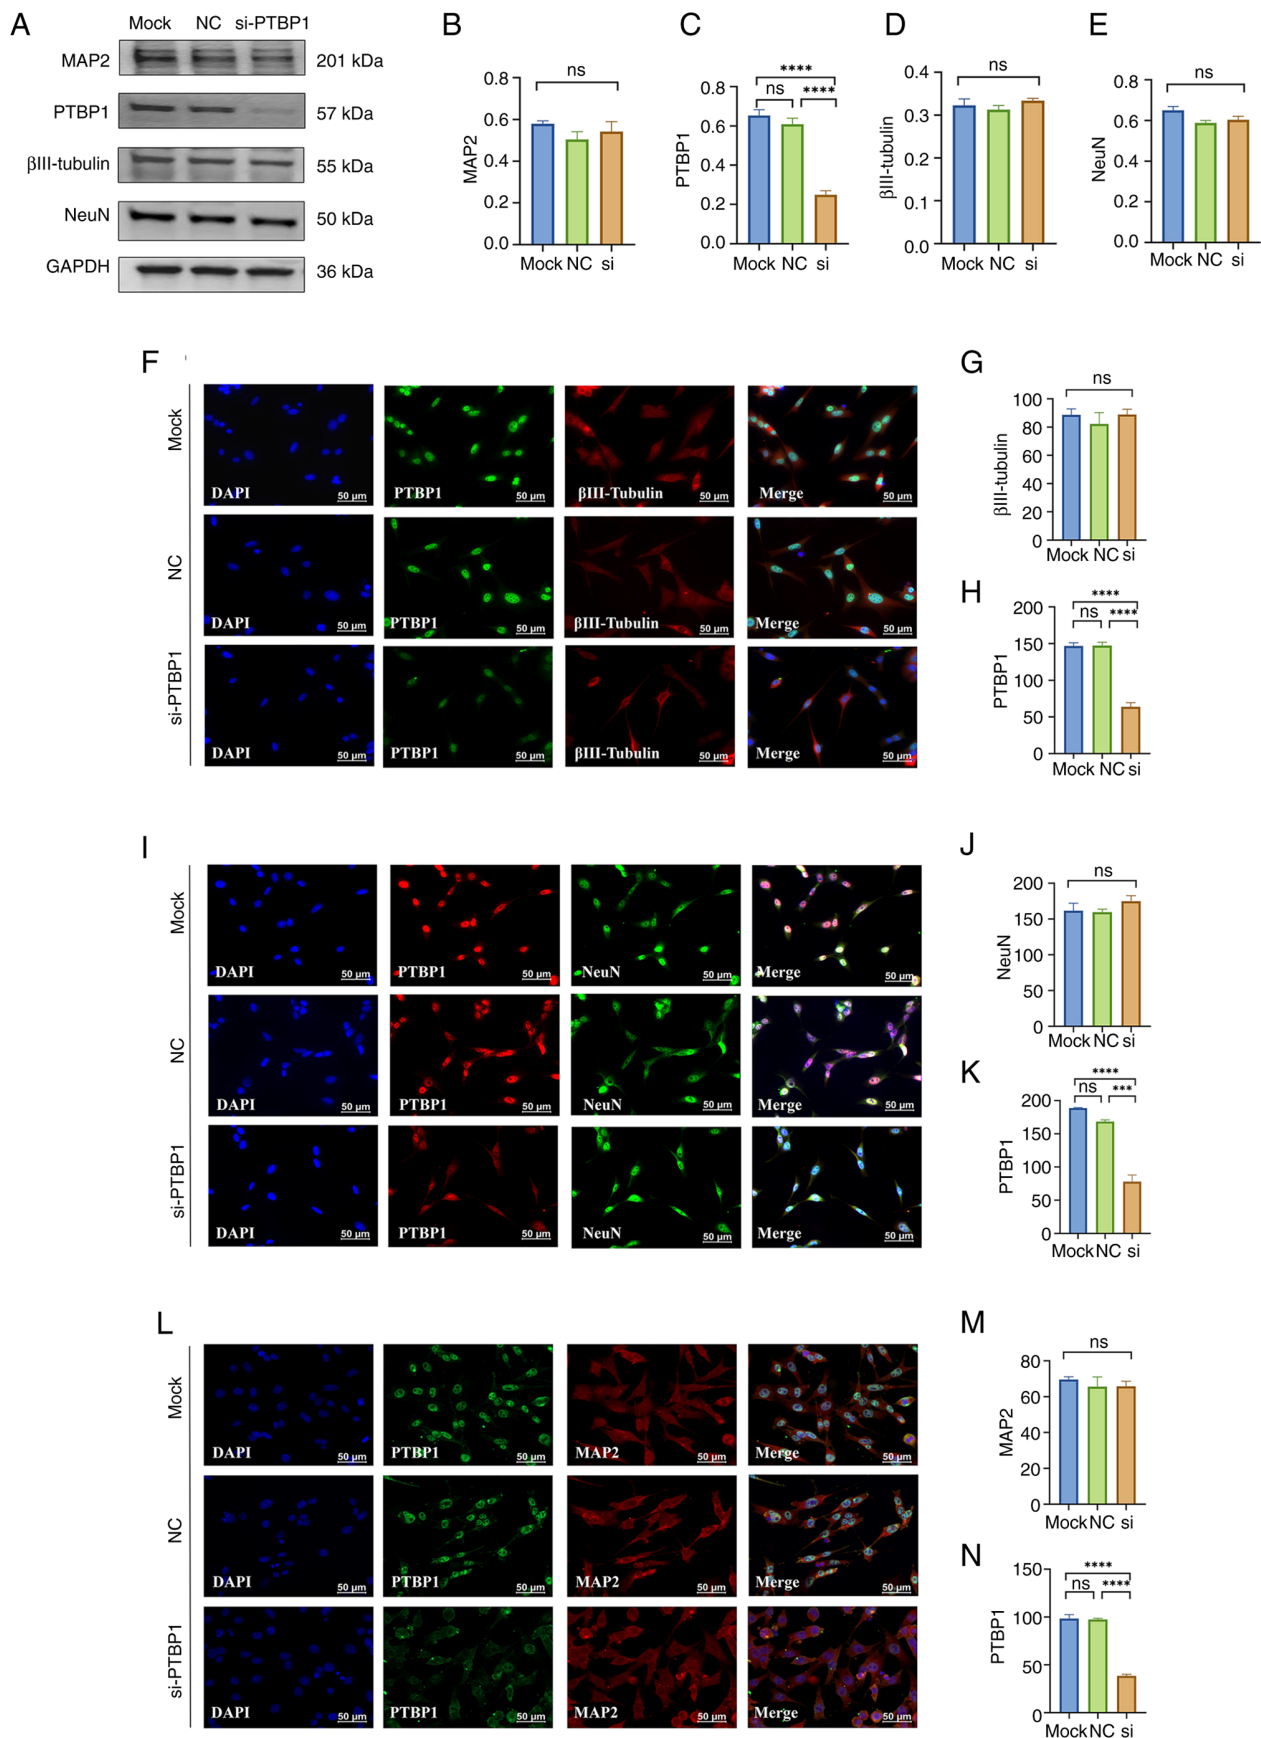 A
Mock NC si-PTBP1
MAP2 201 kDa
PTBP1 57 kDa
βIII-tubulin 55 kDa
NeuN 50 kDa
GAPDH 36 kDa
B
ns
MAP2
0.8
0.6
0.4
0.2
0.0
Mock NC si
C
****
ns ****
PTBP1
0.8
0.6
0.4
0.2
0.0
Mock NC si
D
ns
βIII-tubulin
0.4
0.3
0.2
0.1
0.0
Mock NC si
E
ns
NeuN
0.8
0.6
0.4
0.2
0.0
Mock NC si
F
Mock
DAPI 50 μm
PTBP1 50 μm
βIII-Tubulin 50 μm
Merge 50 μm
NC
DAPI 50 μm
PTBP1 50 μm
βIII-Tubulin 50 μm
Merge 50 μm
si-PTBP1
DAPI 50 μm
PTBP1 50 μm
βIII-Tubulin 50 μm
Merge 50 μm
G
ns
βIII-tubulin
100
80
60
40
20
0
Mock NC si
H
****
ns ****
PTBP1
200
150
100
50
0
Mock NC si
I
Mock
DAPI 50 μm
PTBP1 50 μm
NeuN 50 μm
Merge 50 μm
NC
DAPI 50 μm
PTBP1 50 μm
NeuN 50 μm
Merge 50 μm
si-PTBP1
DAPI 50 μm
PTBP1 50 μm
NeuN 50 μm
Merge 50 μm
J
ns
NeuN
200
150
100
50
0
Mock NC si
K
****
ns ***
PTBP1
200
150
100
50
0
Mock NC si
L
Mock
DAPI 50 μm
PTBP1 50 μm
MAP2 50 μm
Merge 50 μm
NC
DAPI 50 μm
PTBP1 50 μm
MAP2 50 μm
Merge 50 μm
si-PTBP1
DAPI 50 μm
PTBP1 50 μm
MAP2 50 μm
Merge 50 μm
M
ns
MAP2
80
60
40
20
0
Mock NC si
N
****
ns ****
PTBP1
150
100
50
0
Mock NC si